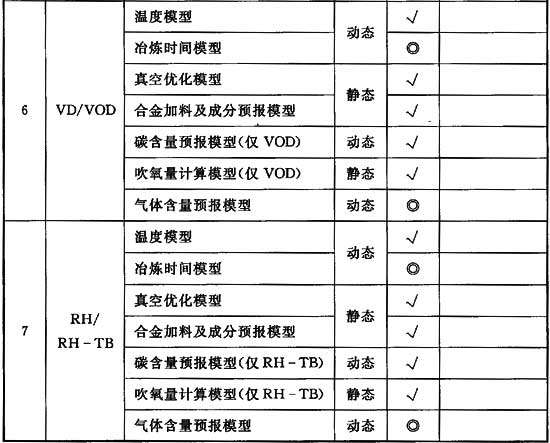 温度模型 动态 √
冶炼时间模型 ◎
真空优化模型 静态 √
6 VD/VOD 合金加料及成分预报模型 √
碳含量预报模型(仅 VOD) 动态 √
吹氧量计算模型(仅 VOD) 静态 √
气体含量预报模型 动态 ◎
温度模型 动态 √
冶炼时间模型 ◎
真空优化模型 静态 √
7 RH/
RH-TB 合金加料及成分预报模型 √
碳含量预报模型(仅 RH-TB) 动态 √
吹氧量计算模型(仅 RH-TB) 静态 √
气体含量预报模型 动态 ◎